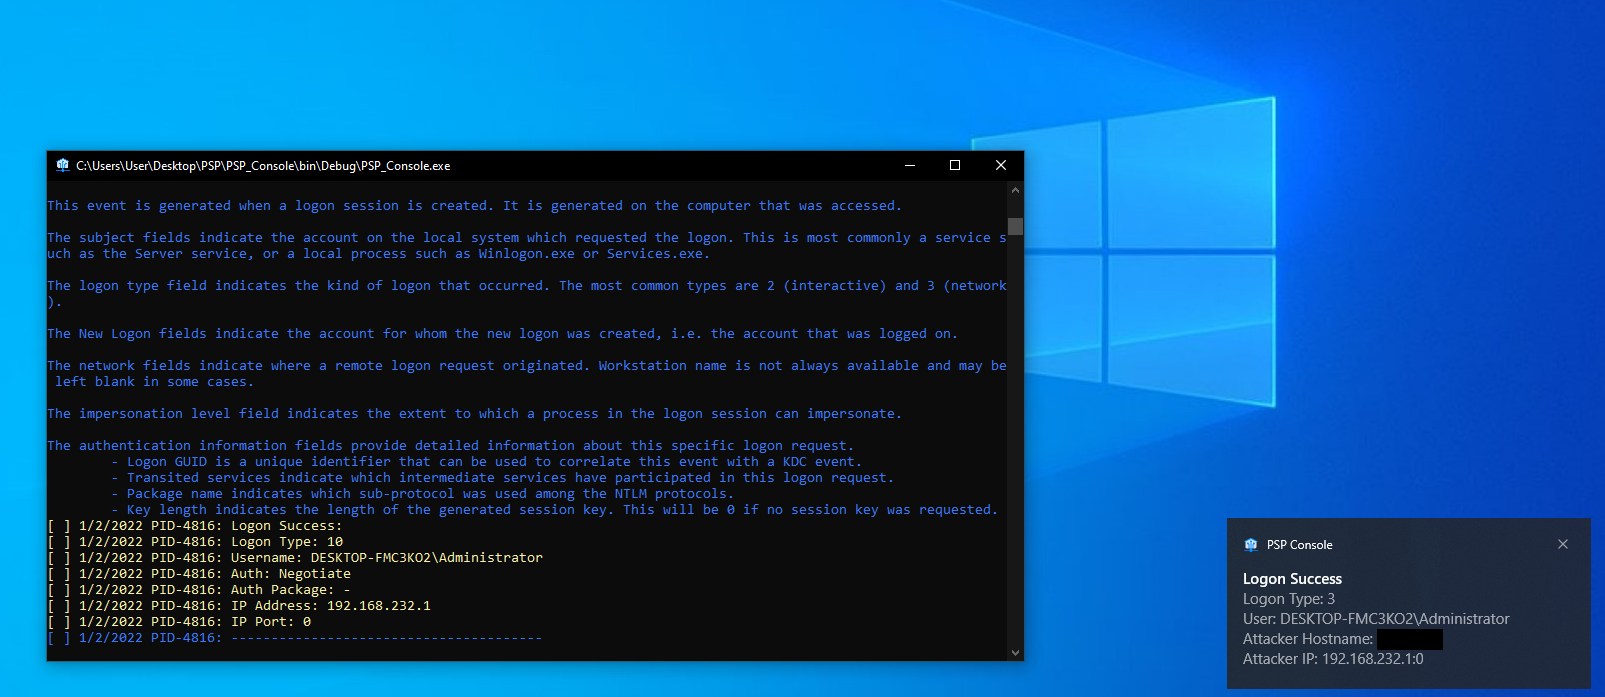 C:\Users\User\Desktop\PSP\PSP_Console\bin\Debug\PSP_Console.exe
This event is generated when a logon session is created. It is generated on the computer that was accessed.
The subject fields indicate the account on the local system which requested the logon. This is most commonly a service s
uch as the Server service, or a local process such as Winlogon.exe or Services.exe.
The logon type field indicates the kind of logon that occurred. The most common types are 2 (interactive) and 3 (network
).
The New Logon fields indicate the account for whom the new logon was created, i.e. the account that was logged on.
The network fields indicate where a remote logon request originated. Workstation name is not always available and may be
left blank in some cases.
The impersonation level field indicates the extent to which a process in the logon session can impersonate.
The authentication information fields provide detailed information about this specific logon request.
- Logon GUID is a unique identifier that can be used to correlate this event with a KDC event.
- Transited services indicate which intermediate services have participated in this logon request.
- Package name indicates which sub-protocol was used among the NTLM protocols.
- Key length indicates the length of the generated session key. This will be 0 if no session key was requested.
[ ] 1/2/2022 PID-4816: Logon Success:
[ ] 1/2/2022 PID-4816: Logon Type: 10
[ ] 1/2/2022 PID-4816: Username: DESKTOP-FMC3KO2\Administrator
[ ] 1/2/2022 PID-4816: Auth: Negotiate
[ ] 1/2/2022 PID-4816: Auth Package: -
[ ] 1/2/2022 PID-4816: IP Address: 192.168.232.1
[ ] 1/2/2022 PID-4816: IP Port: 0
[ ] 1/2/2022 PID-4816: ---------------------------------------
PSP Console
Logon Success
Logon Type: 3
User: DESKTOP-FMC3KO2\Administrator
Attacker Hostname:
Attacker IP: 192.168.232.1:0